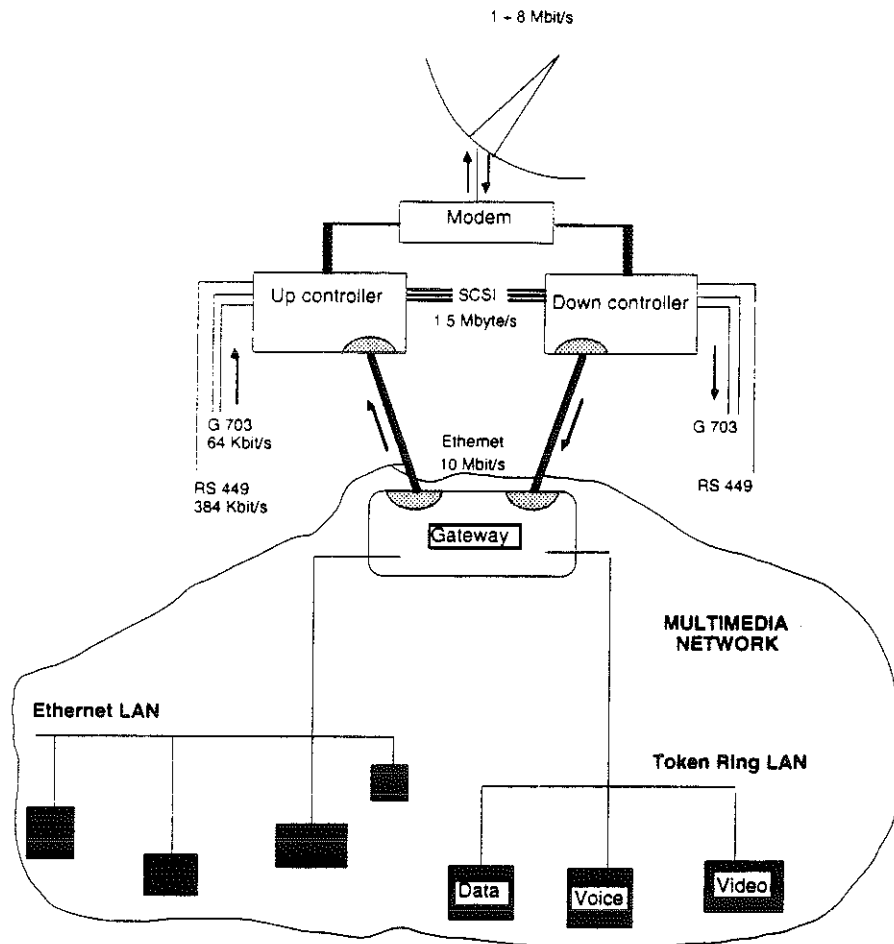 1 - 8 Mbit/s
Modem
Up controller
SCSI
1 5 Mbyte/s
Down controller
G 703
64 Kbit/s
RS 449
384 Kbit/s
Ethernet
10 Mbit/s
G 703
RS 449
Gateway
MULTIMEDIA
NETWORK
Ethernet LAN
Token Ring LAN
Data
Voice
Video